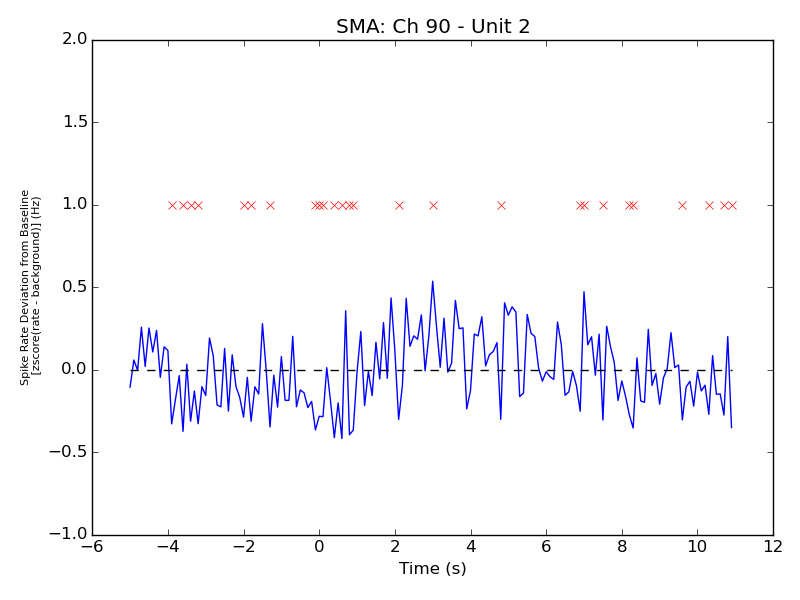 SMA: Ch 90 - Unit 2
2.0
1.5
1.0
0.5
0.0
−0.5
−1.0
Spike Rate Deviation from Baseline
[zscore(rate - background)] (Hz)
−6 −4 −2 0 2 4 6 8 10 12
Time (s)